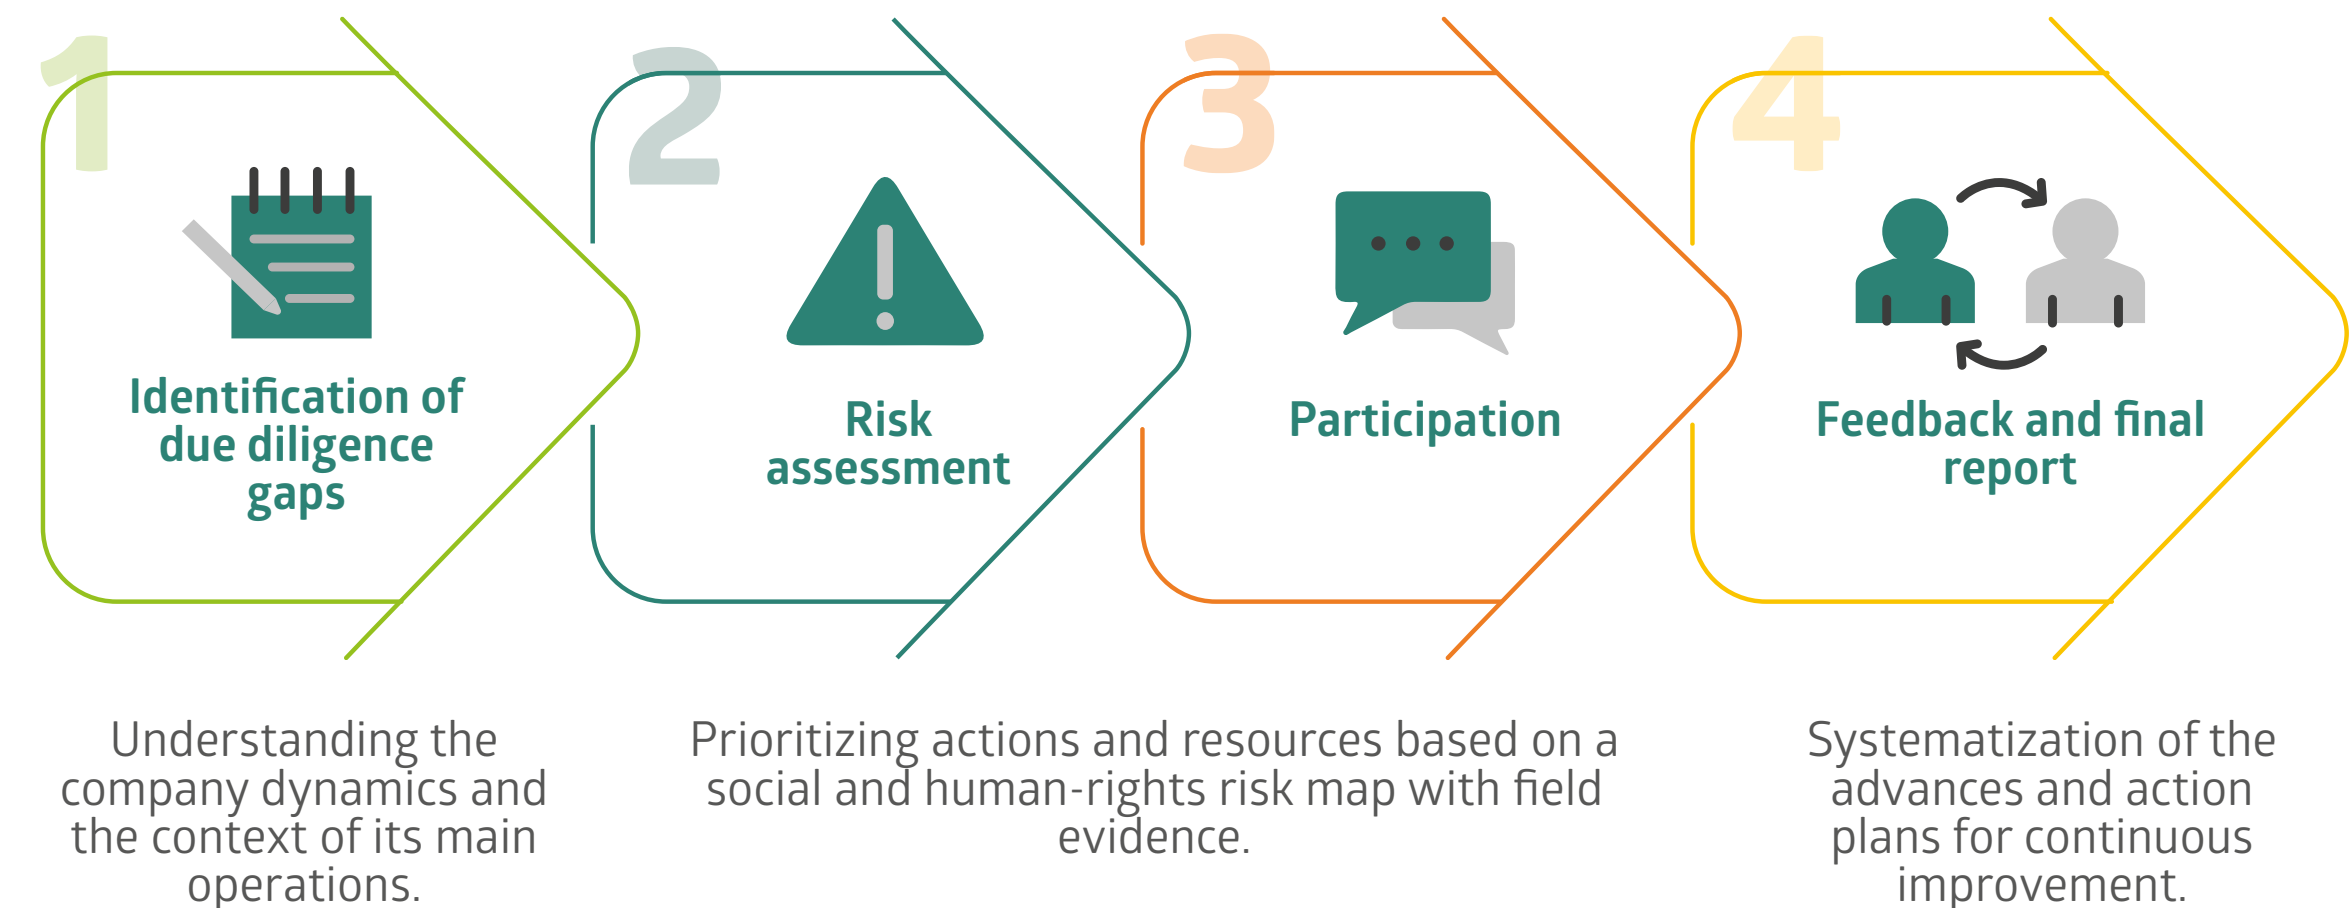 1
Identification of
due diligence
gaps
2
Risk
assessment
3
Participation
4
Feedback and final
report
Understanding the
company dynamics and
the context of its main
operations.
Prioritizing actions and resources based on a
social and human-rights risk map with field
evidence.
Systematization of the
advances and action
plans for continuous
improvement.